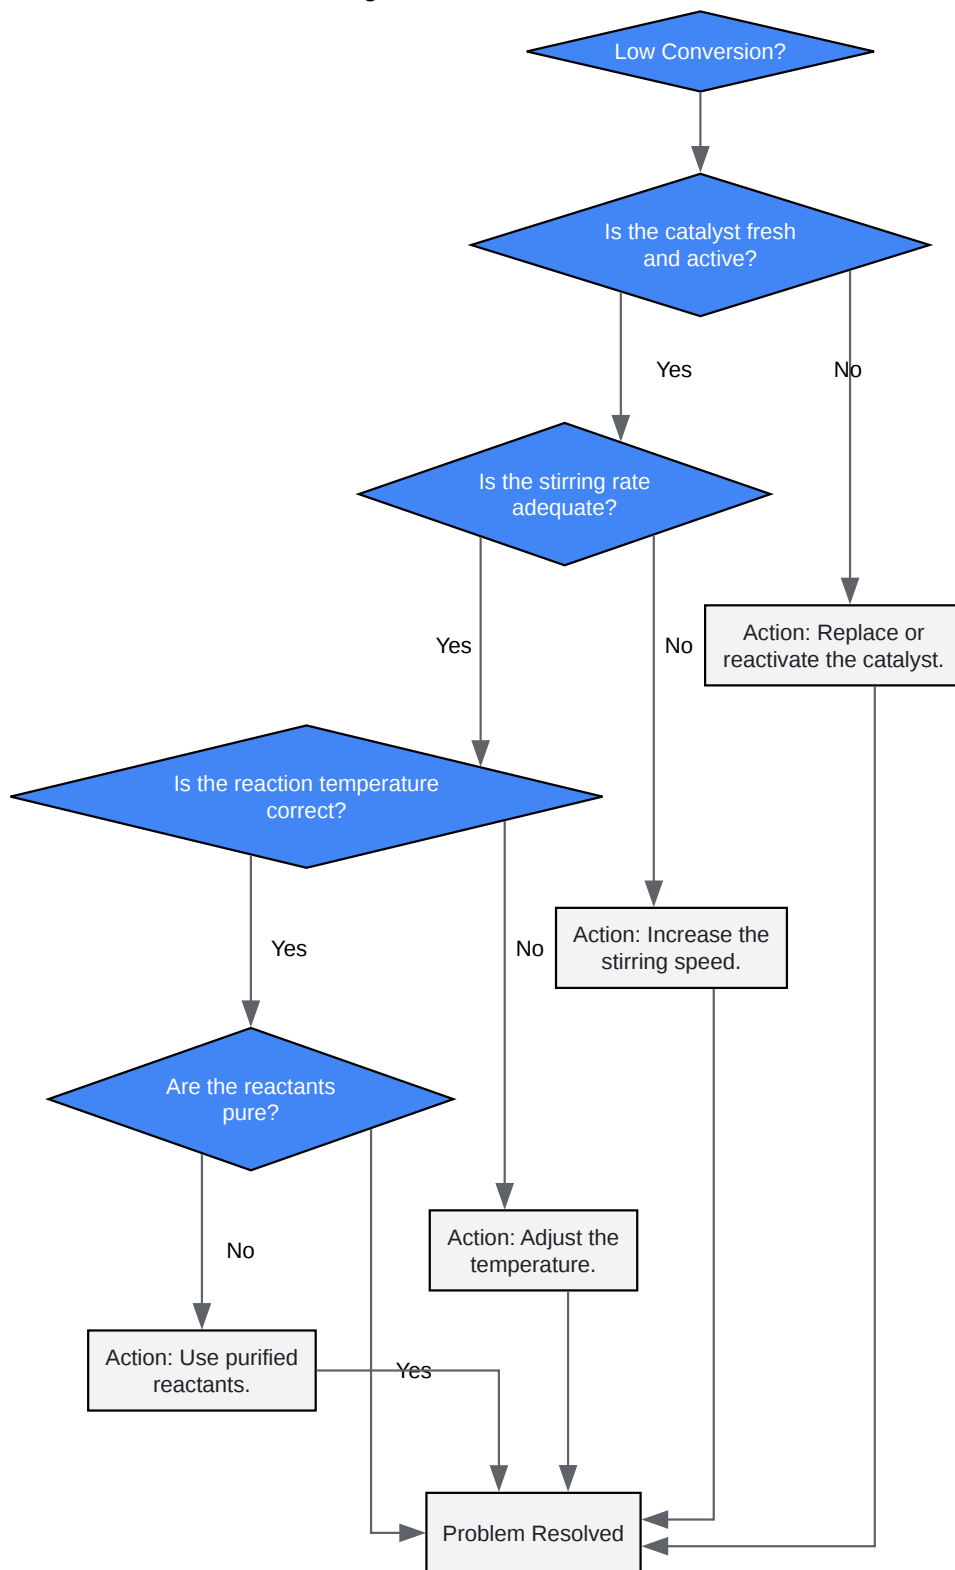 Low Conversion?
Is the catalyst fresh
and active?
Yes
No
Is the stirring rate
adequate?
Yes
No
Action: Replace or
reactivate the catalyst.
Is the reaction temperature
correct?
Yes
No
Action: Increase the
stirring speed.
Are the reactants
pure?
No
Action: Adjust the
temperature.
Action: Use purified
reactants.
Yes
Problem Resolved